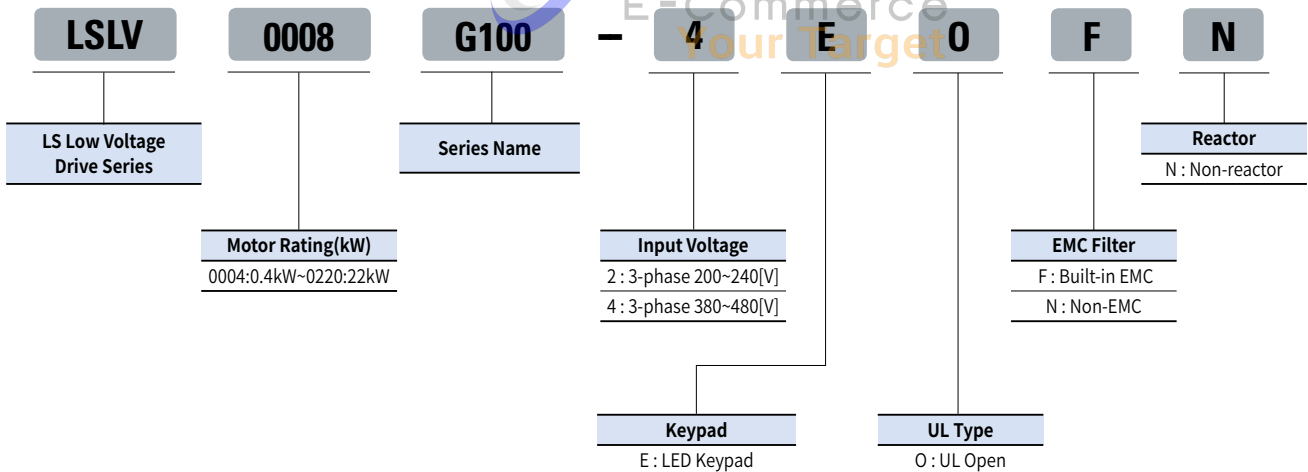 E-Commerce
Your Target
LSLV 0008 G100 - 4 E O F N
LS Low Voltage
Drive Series
Series Name
Reactor
N : Non-reactor
Motor Rating(kW)
0004:0.4kW~0220:22kW
Input Voltage
2 : 3-phase 200~240[V]
4 : 3-phase 380~480[V]
EMC Filter
F : Built-in EMC
N : Non-EMC
Keypad
E : LED Keypad
UL Type
O : UL Open